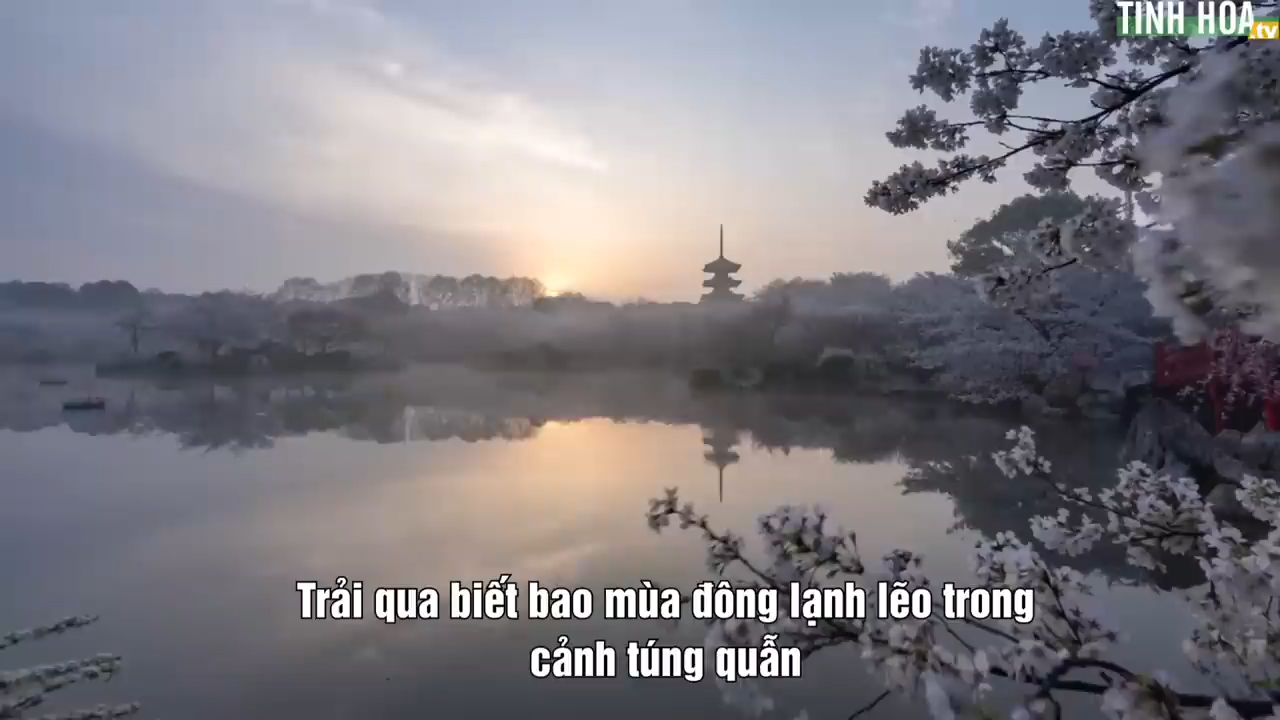 TINH HOA
.tv
Trải qua biết bao mùa đông lạnh lẽo trong
cảnh túng quẫn